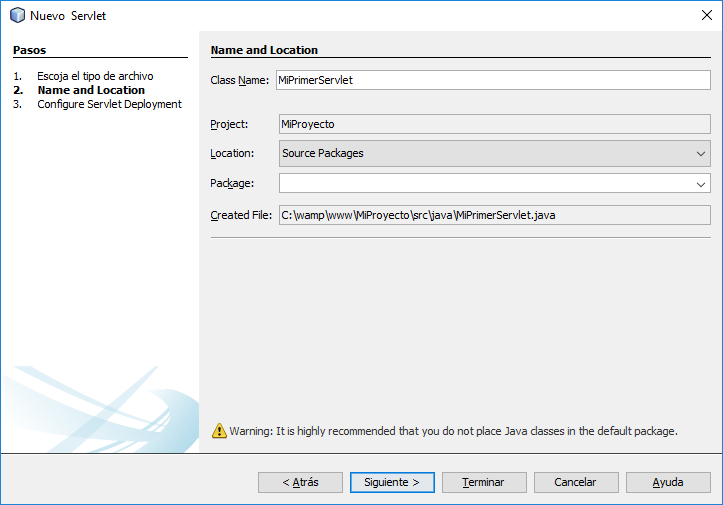 Nuevo Servlet
Pasos
1. Escoja el tipo de archivo
2. Name and Location
3. Configure Servlet Deployment
Name and Location
Class Name: MiPrimerServlet
Project: MiProyecto
Location: Source Packages
Package:
Created File: C:\wamp\www\MiProyecto\src\java\MiPrimerServlet.java
Warning: It is highly recommended that you do not place Java classes in the default package.
< Atrás Siguiente > Terminar Cancelar Ayuda